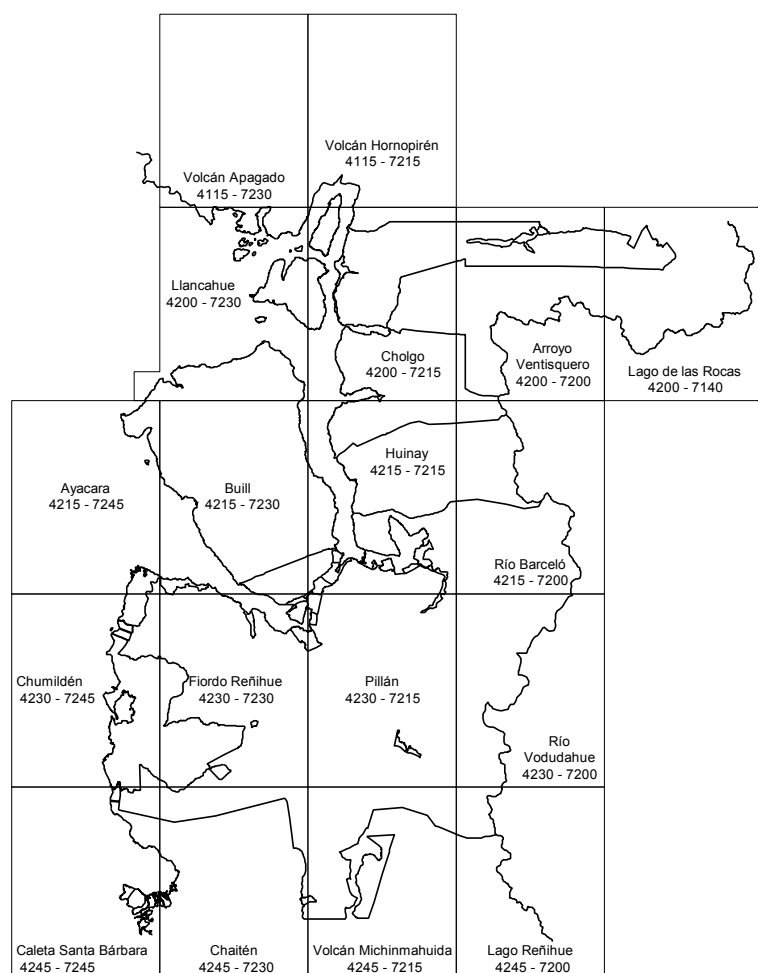 Volcán Hornopirén
4115 - 7215
Volcán Apagado
4115 - 7230
Llancahue
4200 - 7230
Cholgo
4200 - 7215
Arroyo
Ventisquero
4200 - 7200
Lago de las Rocas
4200 - 7140
Ayacara
4215 - 7245
Buill
4215 - 7230
Huinay
4215 - 7215
Río Barceló
4215 - 7200
Chumildén
4230 - 7245
Fiordo Reñihue
4230 - 7230
Pillán
4230 - 7215
Río
Vodudahue
4230 - 7200
Caleta Santa Bárbara
4245 - 7245
Chaitén
4245 - 7230
Volcán Michinmahuida
4245 - 7215
Lago Reñihue
4245 - 7200